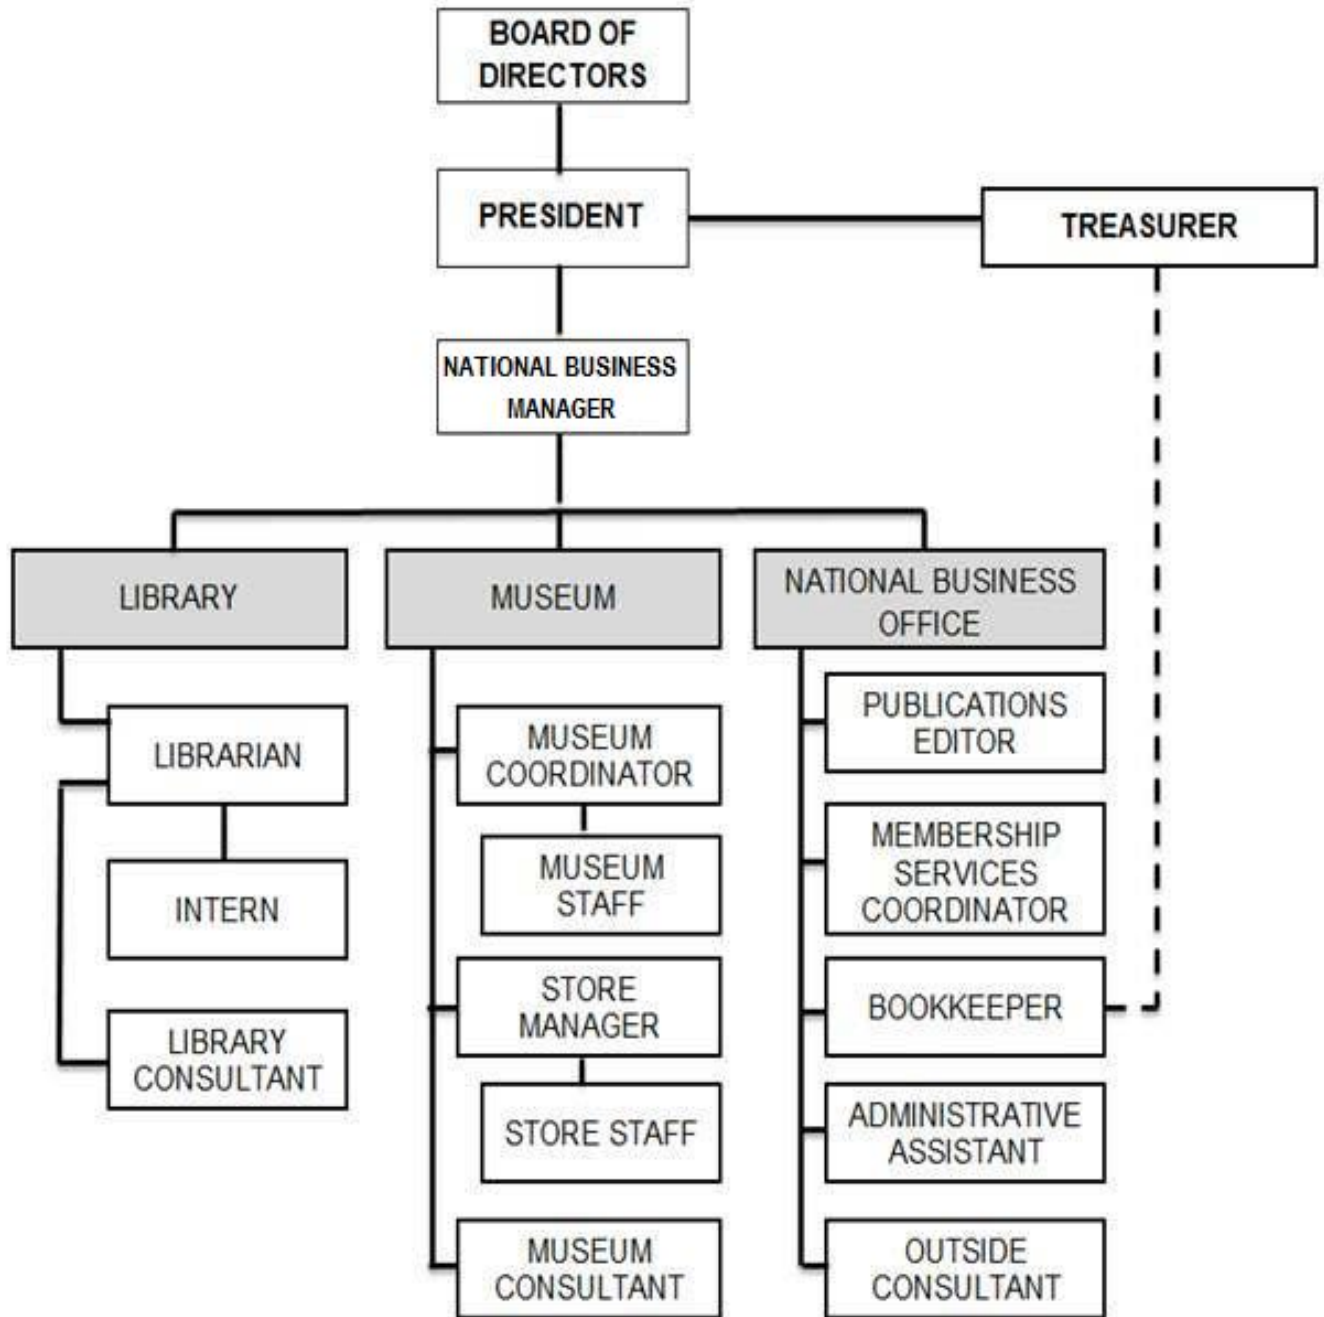 BOARD OF
DIRECTORS
PRESIDENT
TREASURER
NATIONAL BUSINESS
MANAGER
LIBRARY
LIBRARIAN
INTERN
LIBRARY
CONSULTANT
MUSEUM
MUSEUM
COORDINATOR
MUSEUM
STAFF
STORE
MANAGER
STORE STAFF
MUSEUM
CONSULTANT
NATIONAL BUSINESS
OFFICE
PUBLICATIONS
EDITOR
MEMBERSHIP
SERVICES
COORDINATOR
BOOKKEEPER
ADMINISTRATIVE
ASSISTANT
OUTSIDE
CONSULTANT